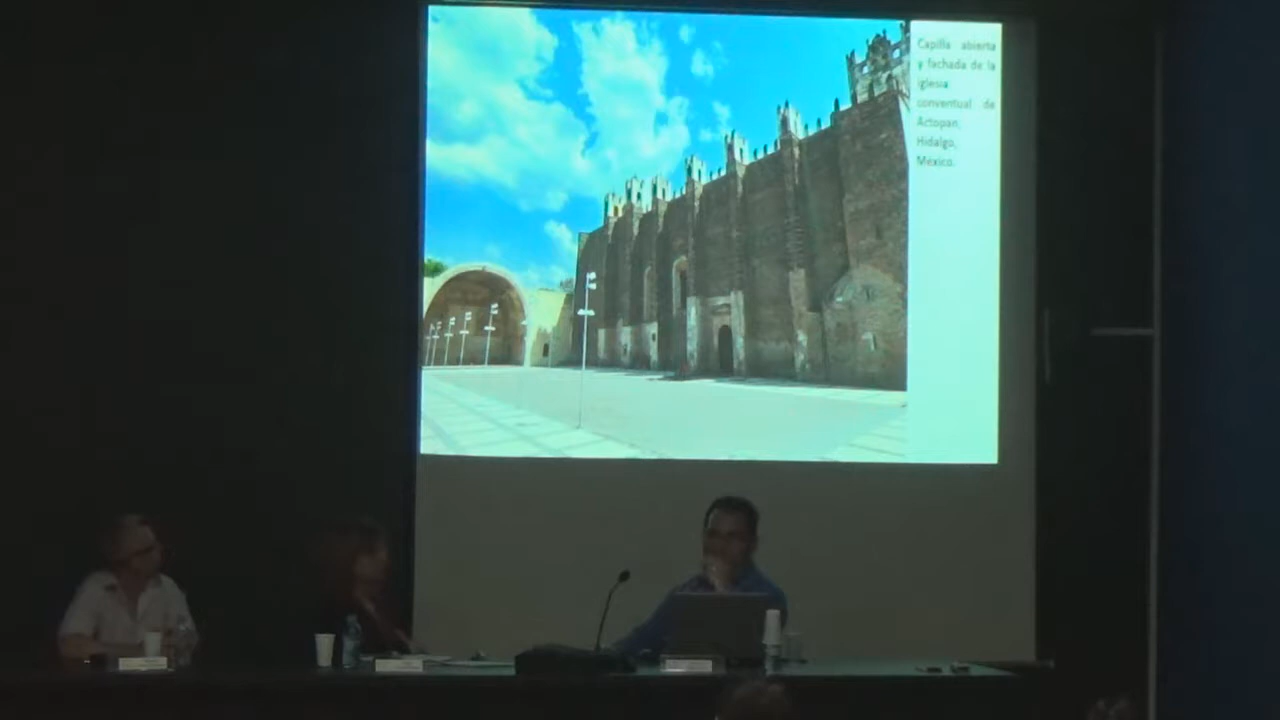 Capilla abierta
y fachada de la
iglesia
conventual de
Actopan,
Hidalgo,
México.